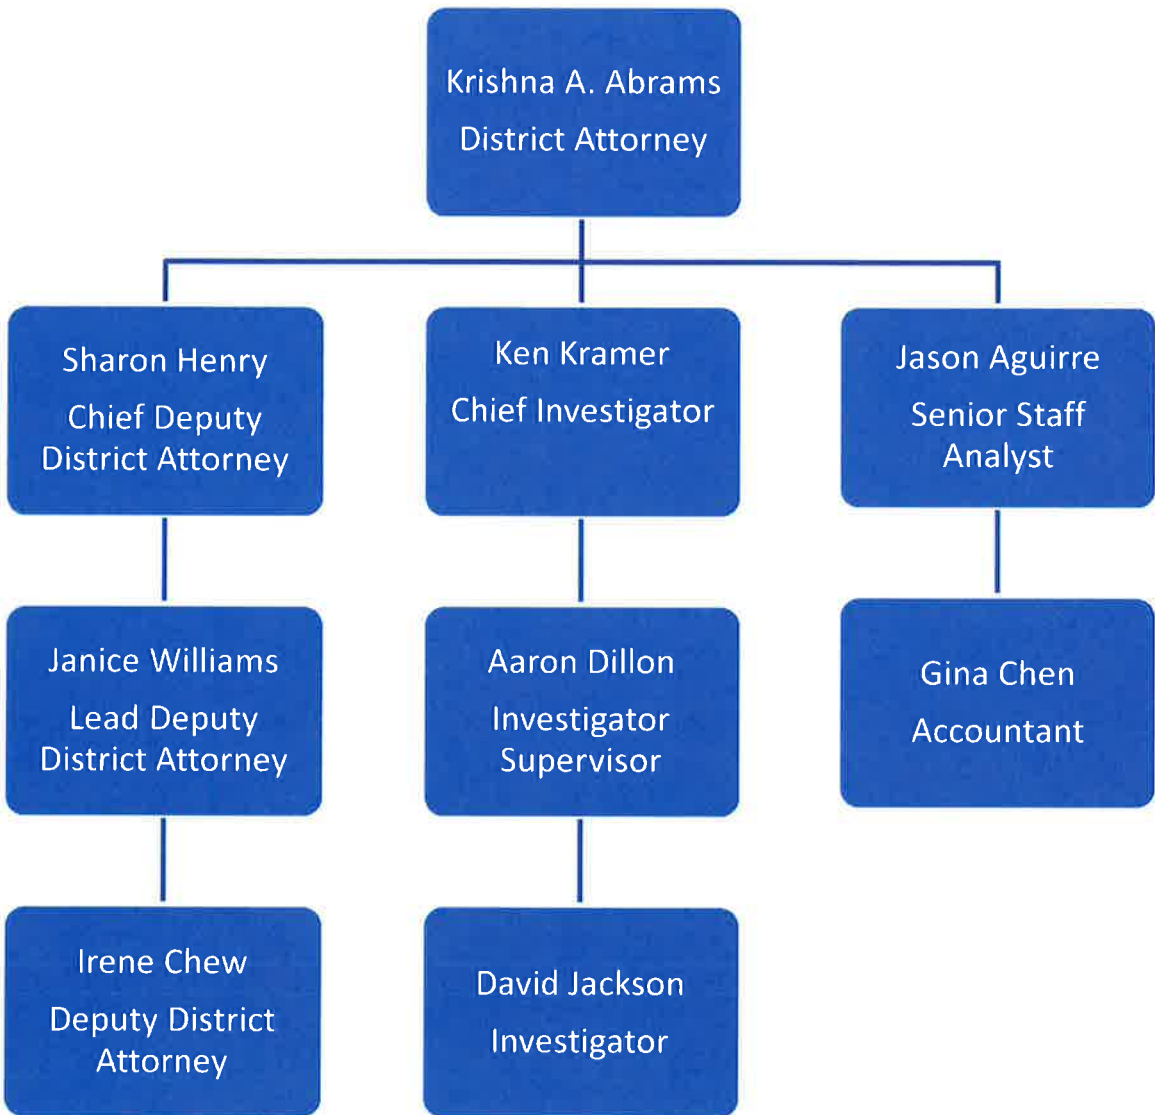 Krishna A. Abrams
District Attorney
Sharon Henry
Chief Deputy
District Attorney
Ken Kramer
Chief Investigator
Jason Aguirre
Senior Staff
Analyst
Janice Williams
Lead Deputy
District Attorney
Aaron Dillon
Investigator
Supervisor
Gina Chen
Accountant
Irene Chew
Deputy District
Attorney
David Jackson
Investigator